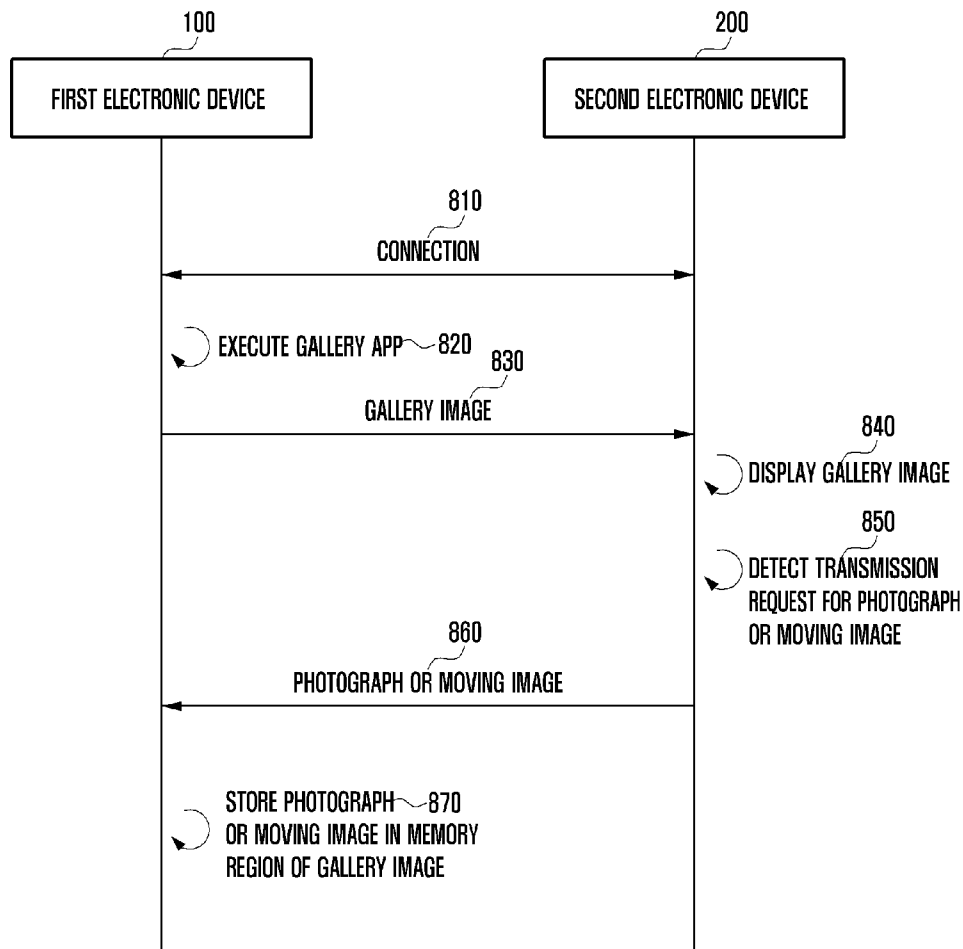 100
200
FIRST ELECTRONIC DEVICE
SECOND ELECTRONIC DEVICE
810
CONNECTION
EXECUTE GALLERY APP 820
830
GALLERY IMAGE
840
DISPLAY GALLERY IMAGE
850
DETECT TRANSMISSION
REQUEST FOR PHOTOGRAPH
OR MOVING IMAGE
860
PHOTOGRAPH OR MOVING IMAGE
STORE PHOTOGRAPH 870
OR MOVING IMAGE IN MEMORY
REGION OF GALLERY IMAGE